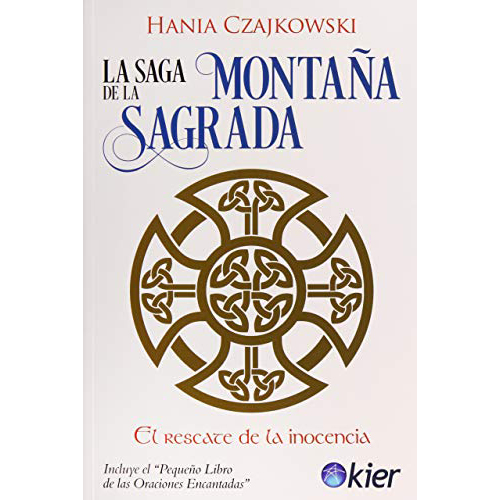 HANIA CZAJKOWSKI
LA SAGA
DE LA
MONTAÑA
SAGRADA
El rescate de la inocencia
Incluye el “Pequeño Libro
de las Oraciones Encantadas”
kier